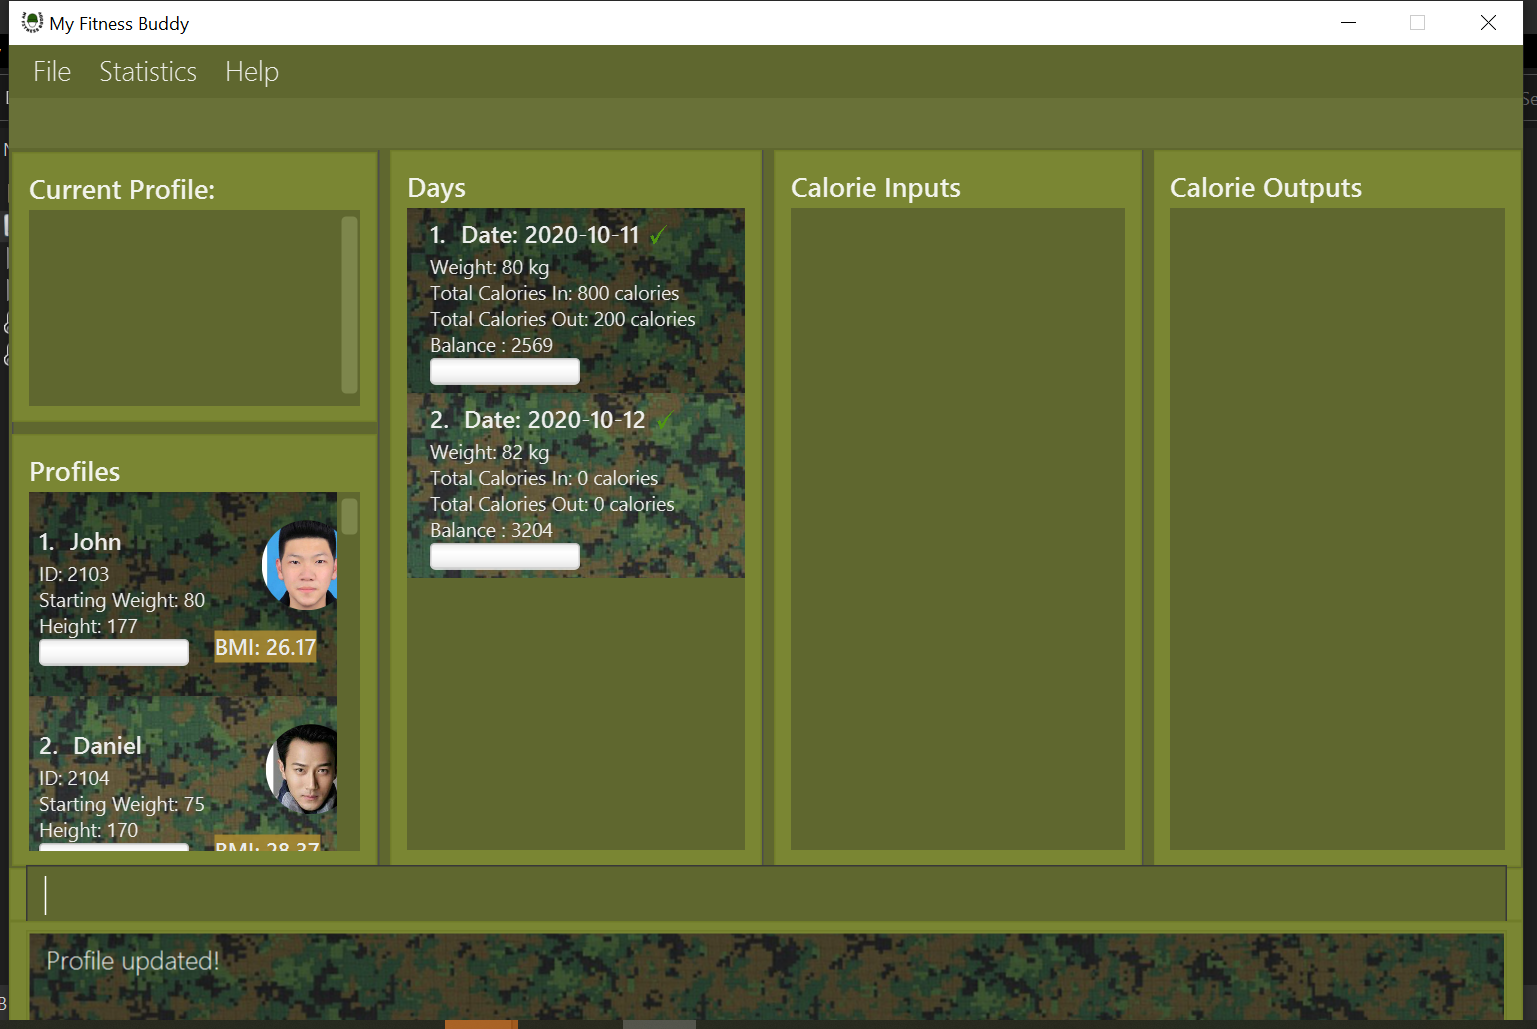 My Fitness Buddy
File Statistics Help
Current Profile:
Profiles
1. John
ID: 2103
Starting Weight: 80
Height: 177
BMI: 26.17
2. Daniel
ID: 2104
Starting Weight: 75
Height: 170
BMI: 28.37
Days
1. Date: 2020-10-11 ✓
Weight: 80 kg
Total Calories In: 800 calories
Total Calories Out: 200 calories
Balance : 2569
2. Date: 2020-10-12 ✓
Weight: 82 kg
Total Calories In: 0 calories
Total Calories Out: 0 calories
Balance : 3204
Calorie Inputs
Calorie Outputs
Profile updated!